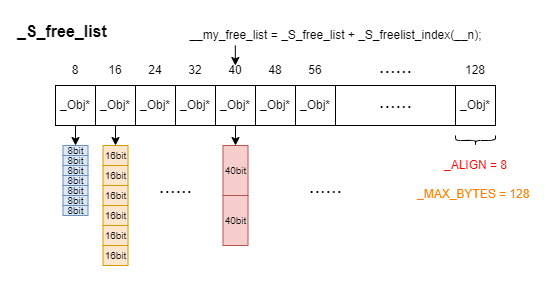 _S_free_list
__my_free_list = _S_free_list + _S_freelist_index(__n);
8 16 24 32 40 48 56 ...... 128
_Obj* _Obj* _Obj* _Obj* _Obj* _Obj* _Obj* ...... _Obj*
8bit
8bit
8bit
8bit
8bit
8bit
8bit
16bit
16bit
16bit
16bit
16bit
16bit
......
40bit
40bit
......
_ALIGN = 8
_MAX_BYTES = 128